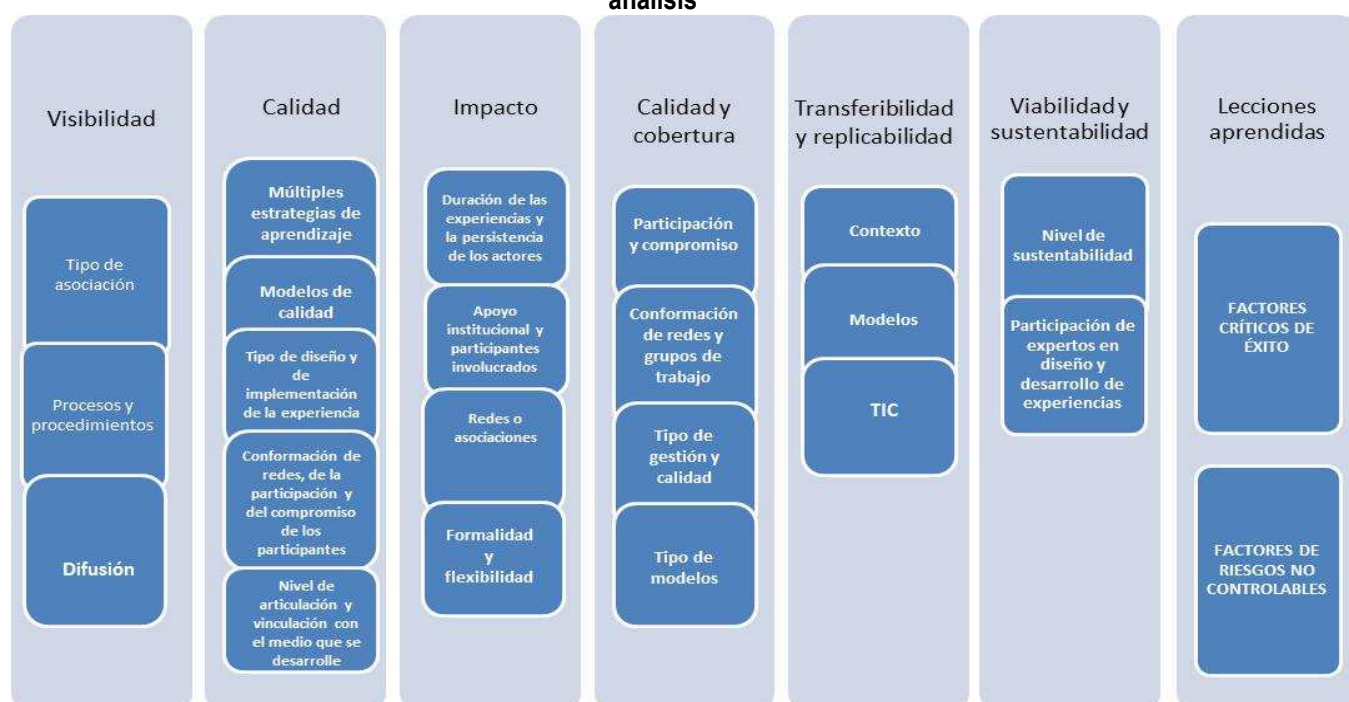 análisis
Visibilidad
Tipo de
asociación
Procesos y
procedimientos
Difusión
Calidad
Múltiples
estrategias de
aprendizaje
Modelos de
calidad
Tipo de diseño y
de
implementación
de la experiencia
Conformación de
redes, de la
participación y
del compromiso
de los
participantes
Nivel de
articulación y
vinculación con
el medio que se
desarrolle
Impacto
Duración de las
experiencias y
la persistencia
de los actores
Apoyo
institucional y
participantes
involucrados
Redes o
asociaciones
Formalidad
y
flexibilidad
Calidad y
cobertura
Participación
y compromiso
Conformación
de redes y
grupos de
trabajo
Tipo de
gestión y
calidad
Tipo de
modelos
Transferibilidad
y replicabilidad
Contexto
Modelos
TIC
Viabilidad y
sustentabilidad
Nivel de
sustentabilidad
Participación de
expertos en
diseño y
desarrollo de
experiencias
Lecciones
aprendidas
FACTORES
CRÍTICOS DE
ÉXITO
FACTORES DE
RIESGOS NO
CONTROLABLES